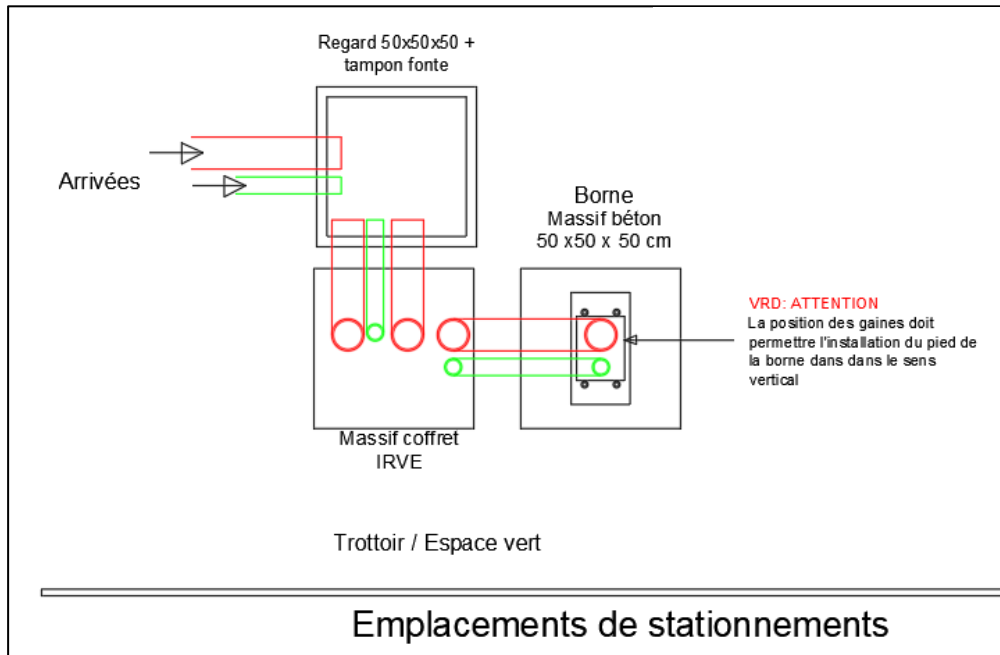 Regard 50x50x50 +
tampon fonte
Arrivées
Borne
Massif béton
50 x50 x 50 cm
VRD: ATTENTION
La position des gaines doit
permettre l'installation du pied de
la borne dans dans le sens
vertical
Massif coffret
IRVE
Trottoir / Espace vert
Emplacements de stationnements